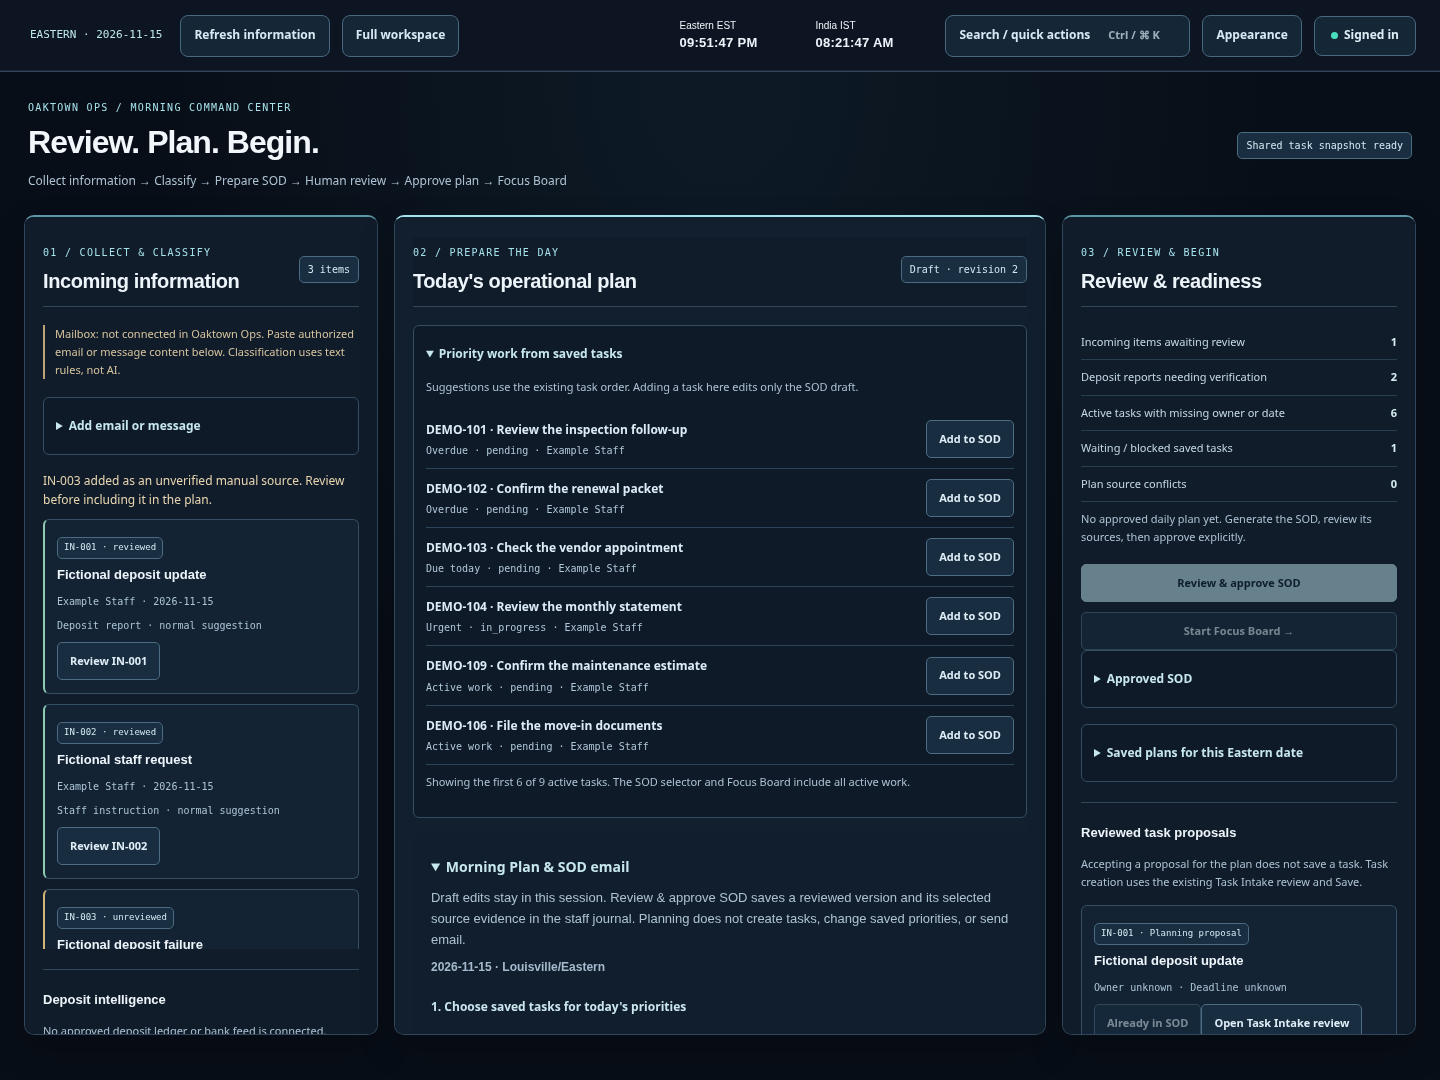 EASTERN · 2026-11-15
Refresh information
Full workspace
Eastern EST
09:51:47 PM
India IST
08:21:47 AM
Search / quick actions Ctrl / ⌘ K
Appearance
Signed in
OAKTOWN OPS / MORNING COMMAND CENTER
Review. Plan. Begin.
Shared task snapshot ready
Collect information → Classify → Prepare SOD → Human review → Approve plan → Focus Board
01 / COLLECT & CLASSIFY
Incoming information
3 items
Mailbox: not connected in Oaktown Ops. Paste authorized
email or message content below. Classification uses text
rules, not AI.
▶ Add email or message
IN-003 added as an unverified manual source. Review
before including it in the plan.
IN-001 · reviewed
Fictional deposit update
Example Staff · 2026-11-15
Deposit report · normal suggestion
Review IN-001
IN-002 · reviewed
Fictional staff request
Example Staff · 2026-11-15
Staff instruction · normal suggestion
Review IN-002
IN-003 · unreviewed
Fictional deposit failure
Deposit intelligence
No approved deposit ledger or bank feed is connected.
02 / PREPARE THE DAY
Today's operational plan
Draft · revision 2
▼ Priority work from saved tasks
Suggestions use the existing task order. Adding a task here edits only the SOD draft.
DEMO-101 · Review the inspection follow-up
Overdue · pending · Example Staff
Add to SOD
DEMO-102 · Confirm the renewal packet
Overdue · pending · Example Staff
Add to SOD
DEMO-103 · Check the vendor appointment
Due today · pending · Example Staff
Add to SOD
DEMO-104 · Review the monthly statement
Urgent · in_progress · Example Staff
Add to SOD
DEMO-109 · Confirm the maintenance estimate
Active work · pending · Example Staff
Add to SOD
DEMO-106 · File the move-in documents
Active work · pending · Example Staff
Add to SOD
Showing the first 6 of 9 active tasks. The SOD selector and Focus Board include all active work.
▼ Morning Plan & SOD email
Draft edits stay in this session. Review & approve SOD saves a reviewed version and its selected
source evidence in the staff journal. Planning does not create tasks, change saved priorities, or send
email.
2026-11-15 · Louisville/Eastern
1. Choose saved tasks for today's priorities
03 / REVIEW & BEGIN
Review & readiness
Incoming items awaiting review 1
Deposit reports needing verification 2
Active tasks with missing owner or date 6
Waiting / blocked saved tasks 1
Plan source conflicts 0
No approved daily plan yet. Generate the SOD, review its
sources, then approve explicitly.
Review & approve SOD
Start Focus Board →
▶ Approved SOD
▶ Saved plans for this Eastern date
Reviewed task proposals
Accepting a proposal for the plan does not save a task. Task
creation uses the existing Task Intake review and Save.
IN-001 · Planning proposal
Fictional deposit update
Owner unknown · Deadline unknown
Already in SOD
Open Task Intake review